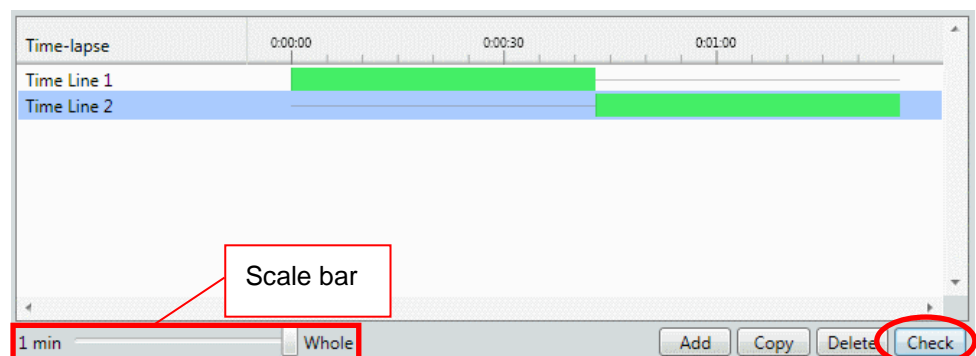 Time-lapse 0:00:00 0:00:30 0:01:00
Time Line 1
Time Line 2
Scale bar
1 min Whole Add Copy Delete Check